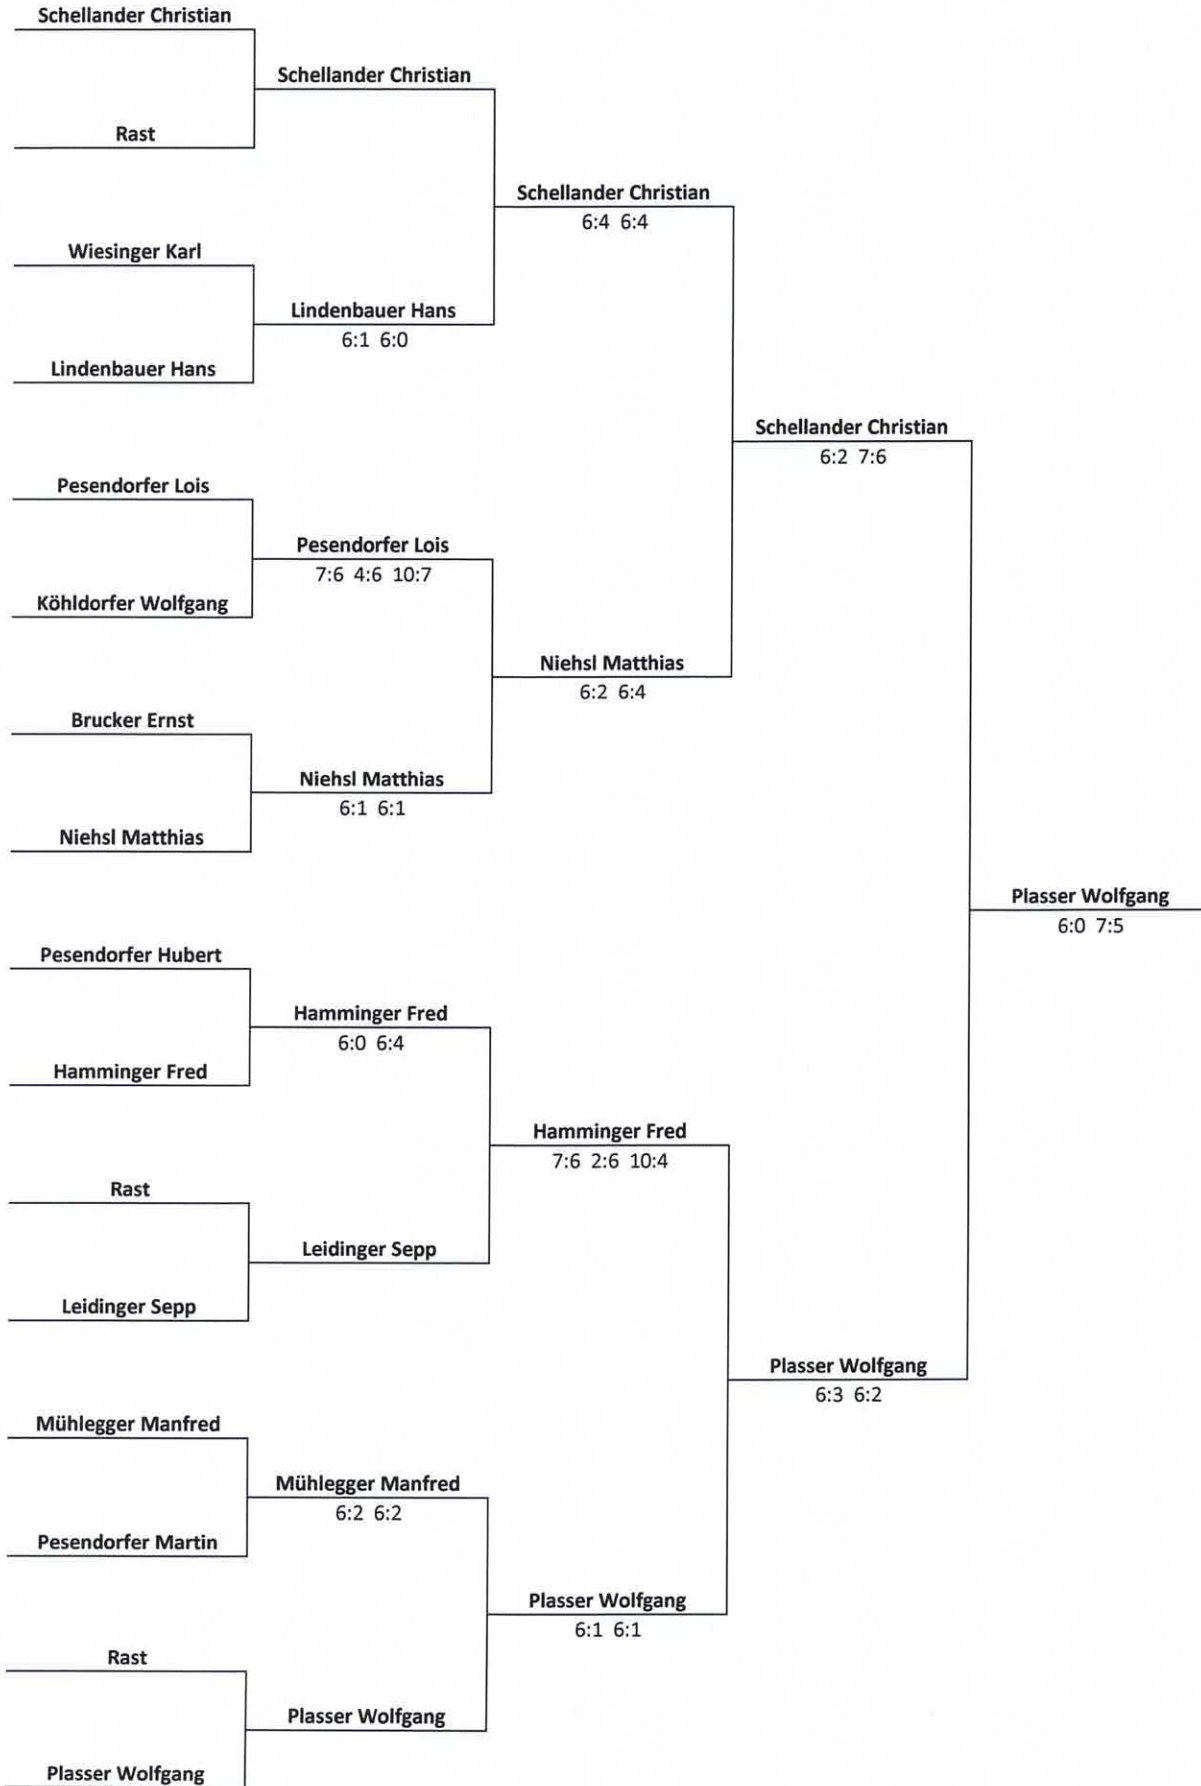 Schellander Christian
Schellander Christian
Rast
Schellander Christian
6:4 6:4
Wiesinger Karl
Lindenbauer Hans
6:1 6:0
Lindenbauer Hans
Schellander Christian
6:2 7:6
Pesendorfer Lois
Pesendorfer Lois
7:6 4:6 10:7
Köhldorfer Wolfgang
Niehsl Matthias
6:2 6:4
Brucker Ernst
Niehsl Matthias
6:1 6:1
Niehsl Matthias
Plasser Wolfgang
6:0 7:5
Pesendorfer Hubert
Hamminger Fred
6:0 6:4
Hamminger Fred
Hamminger Fred
7:6 2:6 10:4
Rast
Leidinger Sepp
Leidinger Sepp
Plasser Wolfgang
6:3 6:2
Mühlegger Manfred
Mühlegger Manfred
6:2 6:2
Pesendorfer Martin
Plasser Wolfgang
6:1 6:1
Rast
Plasser Wolfgang
Plasser Wolfgang